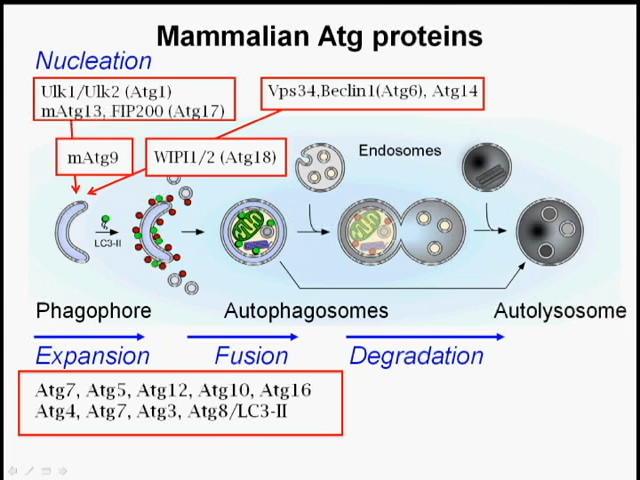 Mammalian Atg proteins
Nucleation
Ulk1/Ulk2 (Atg1)
mAtg13, FIP200 (Atg17)
Vps34,Beclin1(Atg6), Atg14
mAtg9
WIPI1/2 (Atg18)
Endosomes
LC3-II
Phagophore
Autophagosomes
Autolysosome
Expansion
Fusion
Degradation
Atg7, Atg5, Atg12, Atg10, Atg16
Atg4, Atg7, Atg3, Atg8/LC3-II